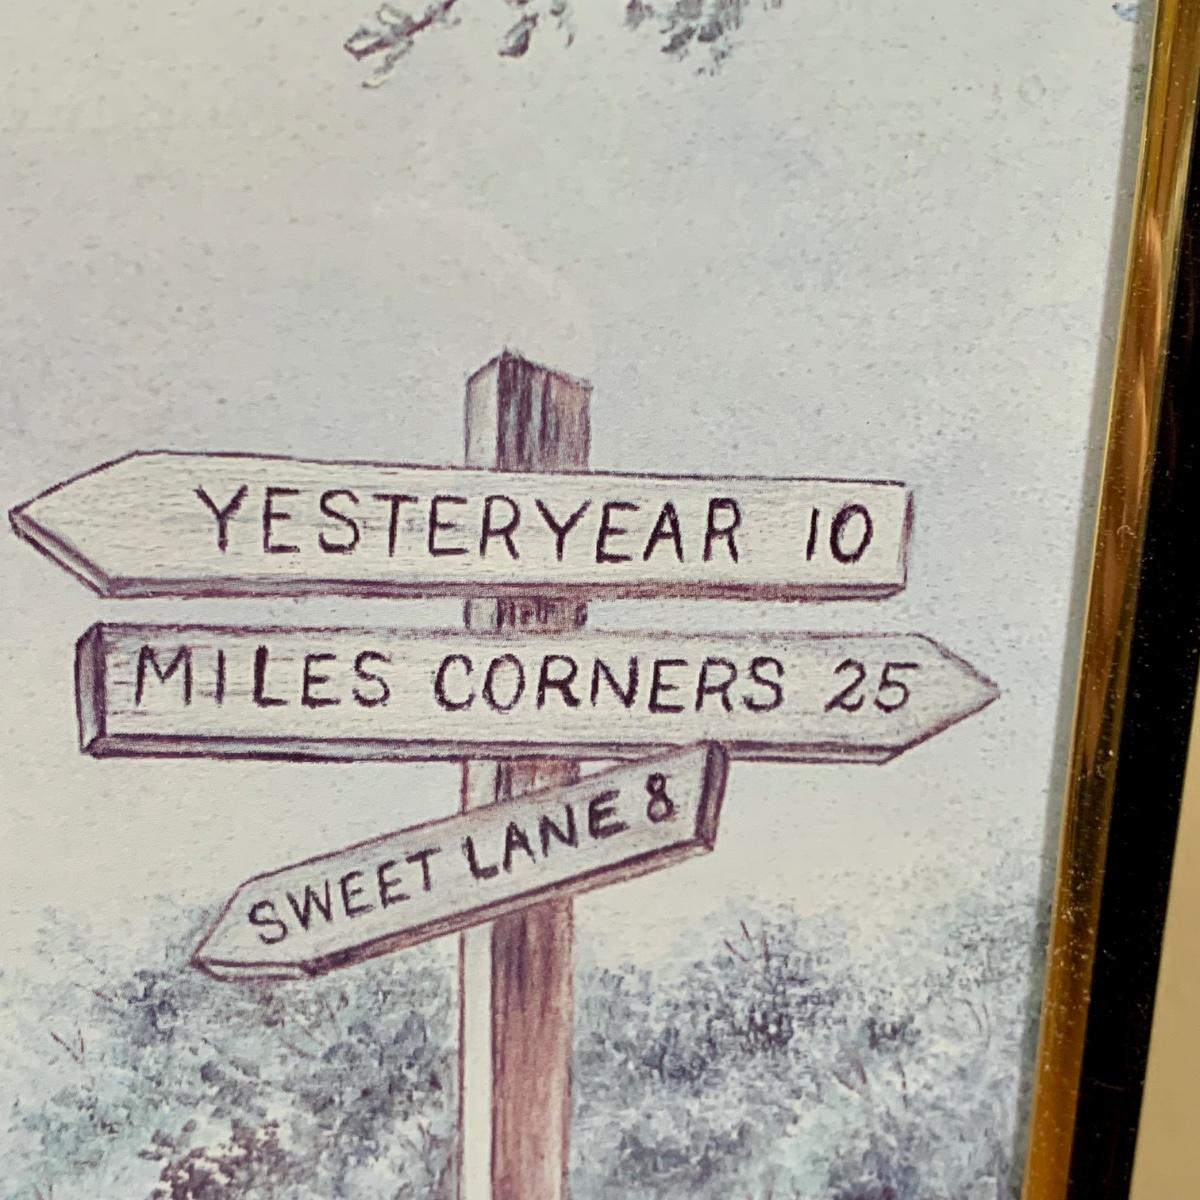 YESTERYEAR 10
MILES CORNERS 25
SWEET LANE 8